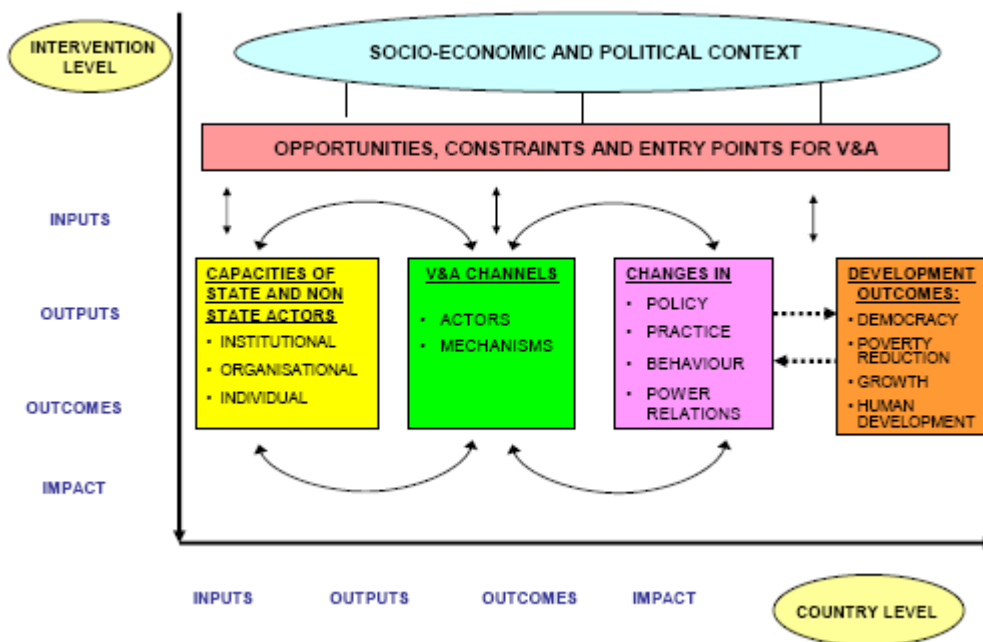 INTERVENTION
LEVEL
SOCIO-ECONOMIC AND POLITICAL CONTEXT
OPPORTUNITIES, CONSTRAINTS AND ENTRY POINTS FOR V&A
INPUTS
OUTPUTS
OUTCOMES
IMPACT
CAPACITIES OF
STATE AND NON
STATE ACTORS
• INSTITUTIONAL
• ORGANISATIONAL
• INDIVIDUAL
V&A CHANNELS
• ACTORS
• MECHANISMS
CHANGES IN
• POLICY
• PRACTICE
• BEHAVIOUR
• POWER
RELATIONS
DEVELOPMENT
OUTCOMES:
• DEMOCRACY
• POVERTY
REDUCTION
• GROWTH
• HUMAN
DEVELOPMENT
INPUTS
OUTPUTS
OUTCOMES
IMPACT
COUNTRY LEVEL